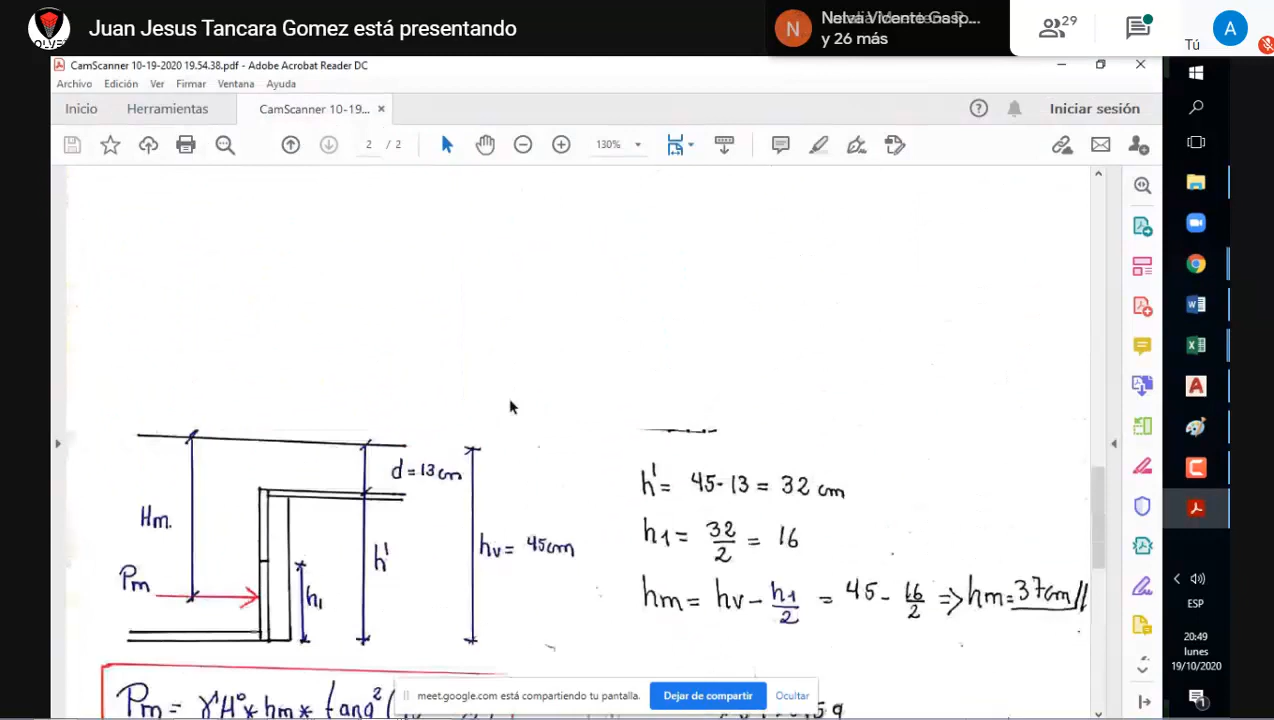 Juan Jesus Tancara Gomez está presentando
N
y 26 más
29
Tú
A
CamScanner 10-19-2020 19.54.38.pdf - Adobe Acrobat Reader DC
Archivo Edición Ver Firmar Ventana Ayuda
Inicio Herramientas CamScanner 10-19... Iniciar sesión
2 / 2 130%
d = 13 cm
Hm.
hv = 45cm
h'
Pm
h1
h' = 45-13 = 32 cm
h1 = 32/2 = 16
hm = hv - h1/2 = 45 - 16/2 => hm = 37cm//
meet.google.com está compartiendo tu pantalla. Dejar de compartir Ocultar
ESP
20:49
lunes
19/10/2020
1